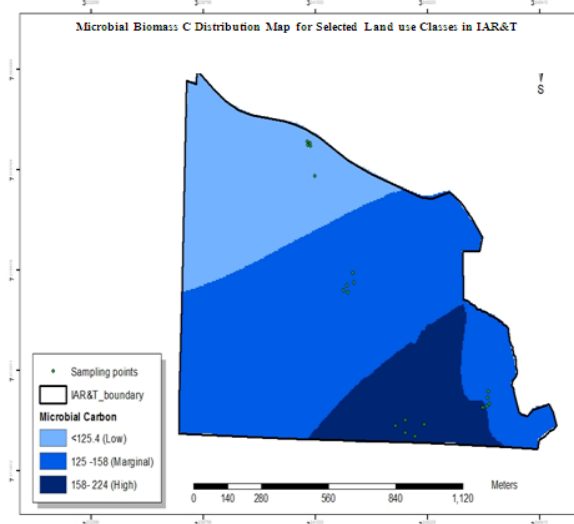 Microbial Biomass C Distribution Map for Selected Land use Classes in IAR&T
S
Sampling points
IAR&T_boundary
Microbial Carbon
<125.4 (Low)
125 -158 (Marginal)
158- 224 (High)
Meters
0 140 280 560 840 1,120